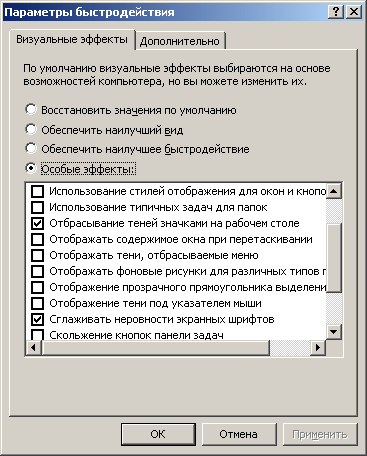 Параметры быстродействия
Визуальные эффекты Дополнительно
По умолчанию визуальные эффекты выбираются на основе
возможностей компьютера, но вы можете изменить их.
Восстановить значения по умолчанию
Обеспечить наилучший вид
Обеспечить наилучшее быстродействие
Особые эффекты:
Использование стилей отображения для окон и кнопо
Использование типичных задач для папок
Отбрасывание теней значками на рабочем столе
Отображать содержимое окна при перетаскивании
Отображать тени, отбрасываемые меню
Отображать фоновые рисунки для различных типов п
Отображение прозрачного прямоугольника выделени
Отображение тени под указателем мыши
Сглаживать неровности экранных шрифтов
Скольжение кнопок панели задач
ОК Отмена Применить